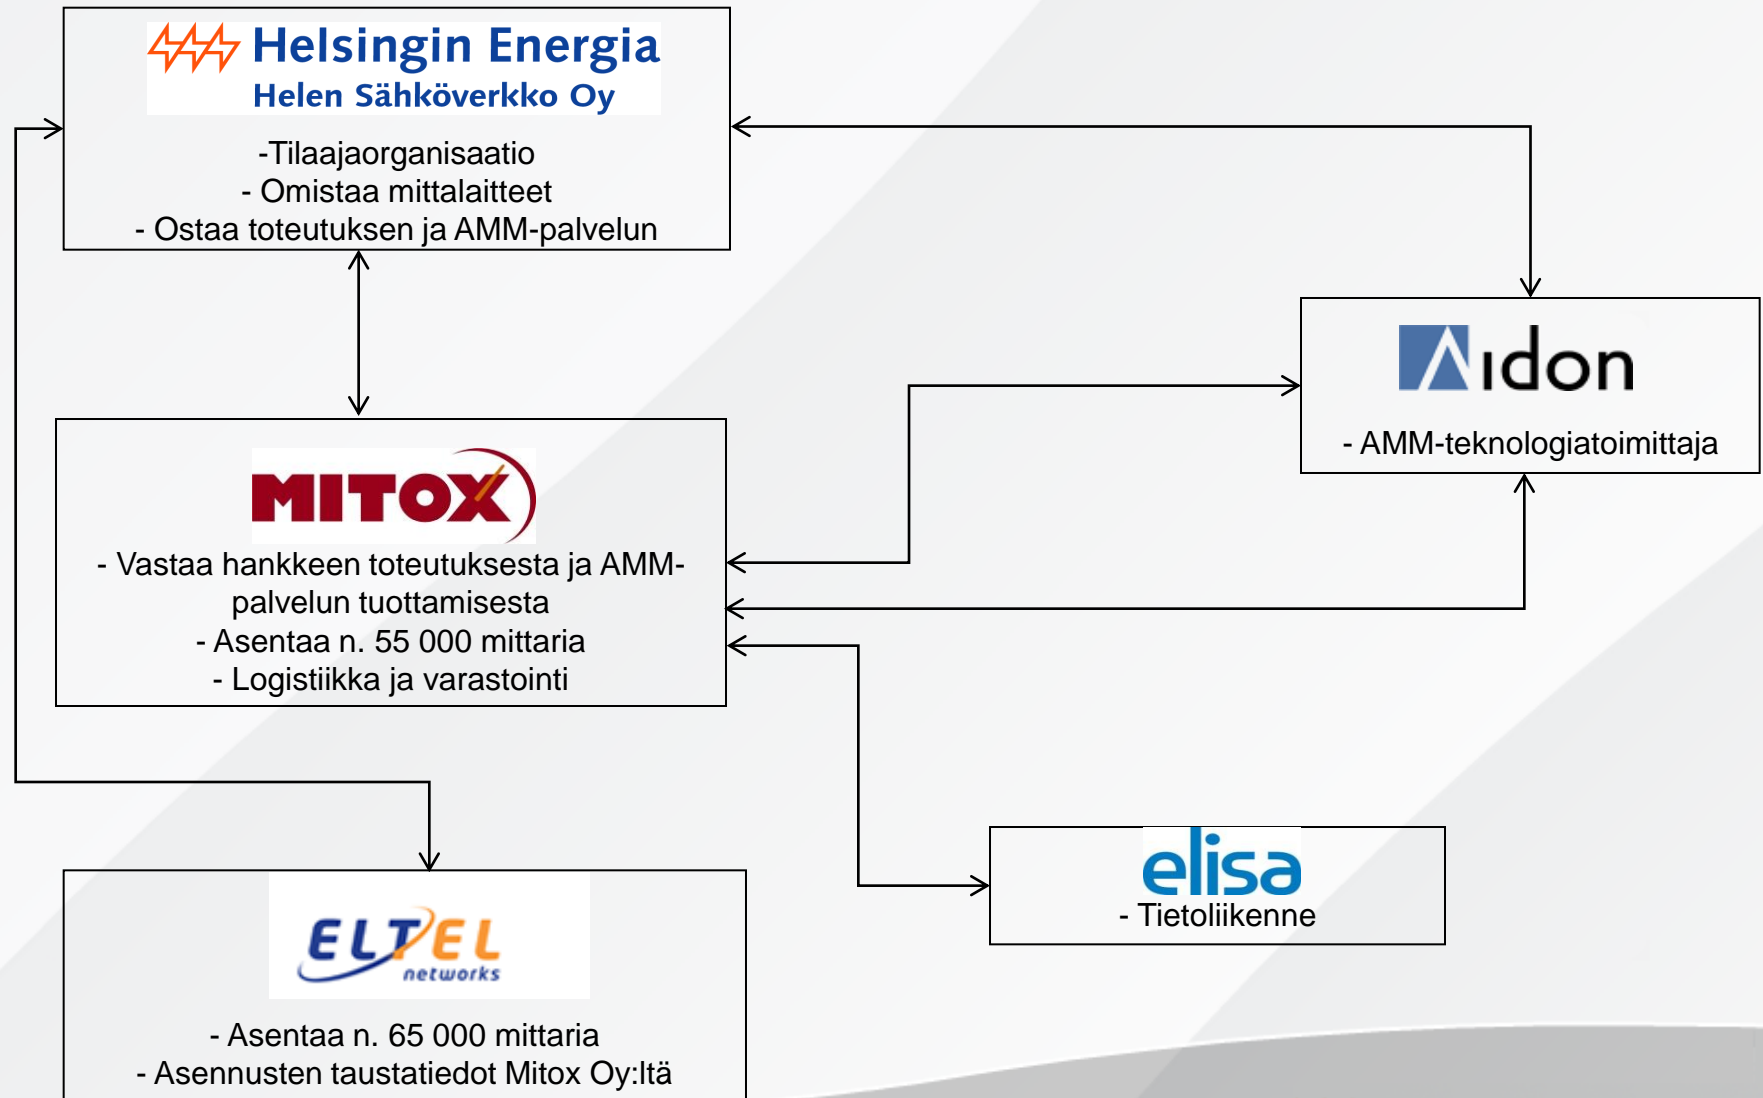 Helsingin Energia
Helen Sähköverkko Oy
-Tilaajaorganisaatio
- Omistaa mittalaitteet
- Ostaa toteutuksen ja AMM-palvelun
Aidon
- AMM-teknologiatoimittaja
MITOX
- Vastaa hankkeen toteutuksesta ja AMM-
palvelun tuottamisesta
- Asentaa n. 55 000 mittaria
- Logistiikka ja varastointi
elisa
- Tietoliikenne
ELTEL
networks
- Asentaa n. 65 000 mittaria
- Asennusten taustatiedot Mitox Oy:ltä